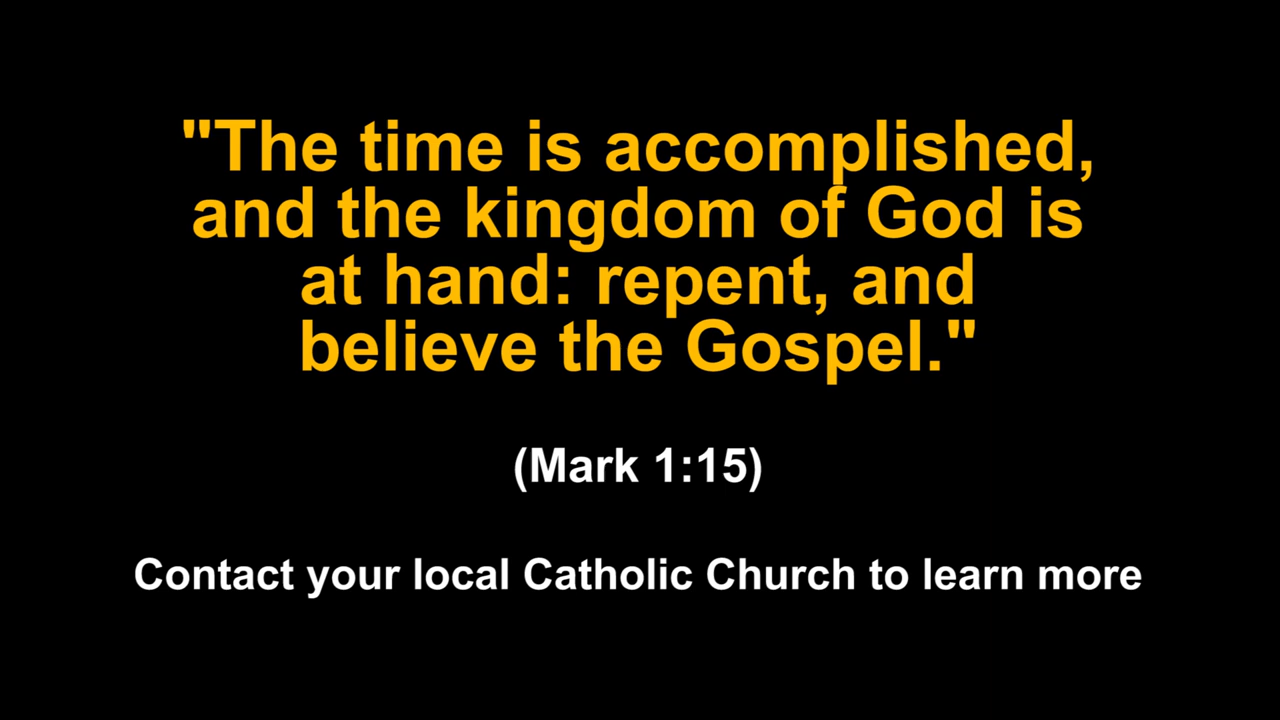 "The time is accomplished,
and the kingdom of God is
at hand: repent, and
believe the Gospel."
(Mark 1:15)
Contact your local Catholic Church to learn more